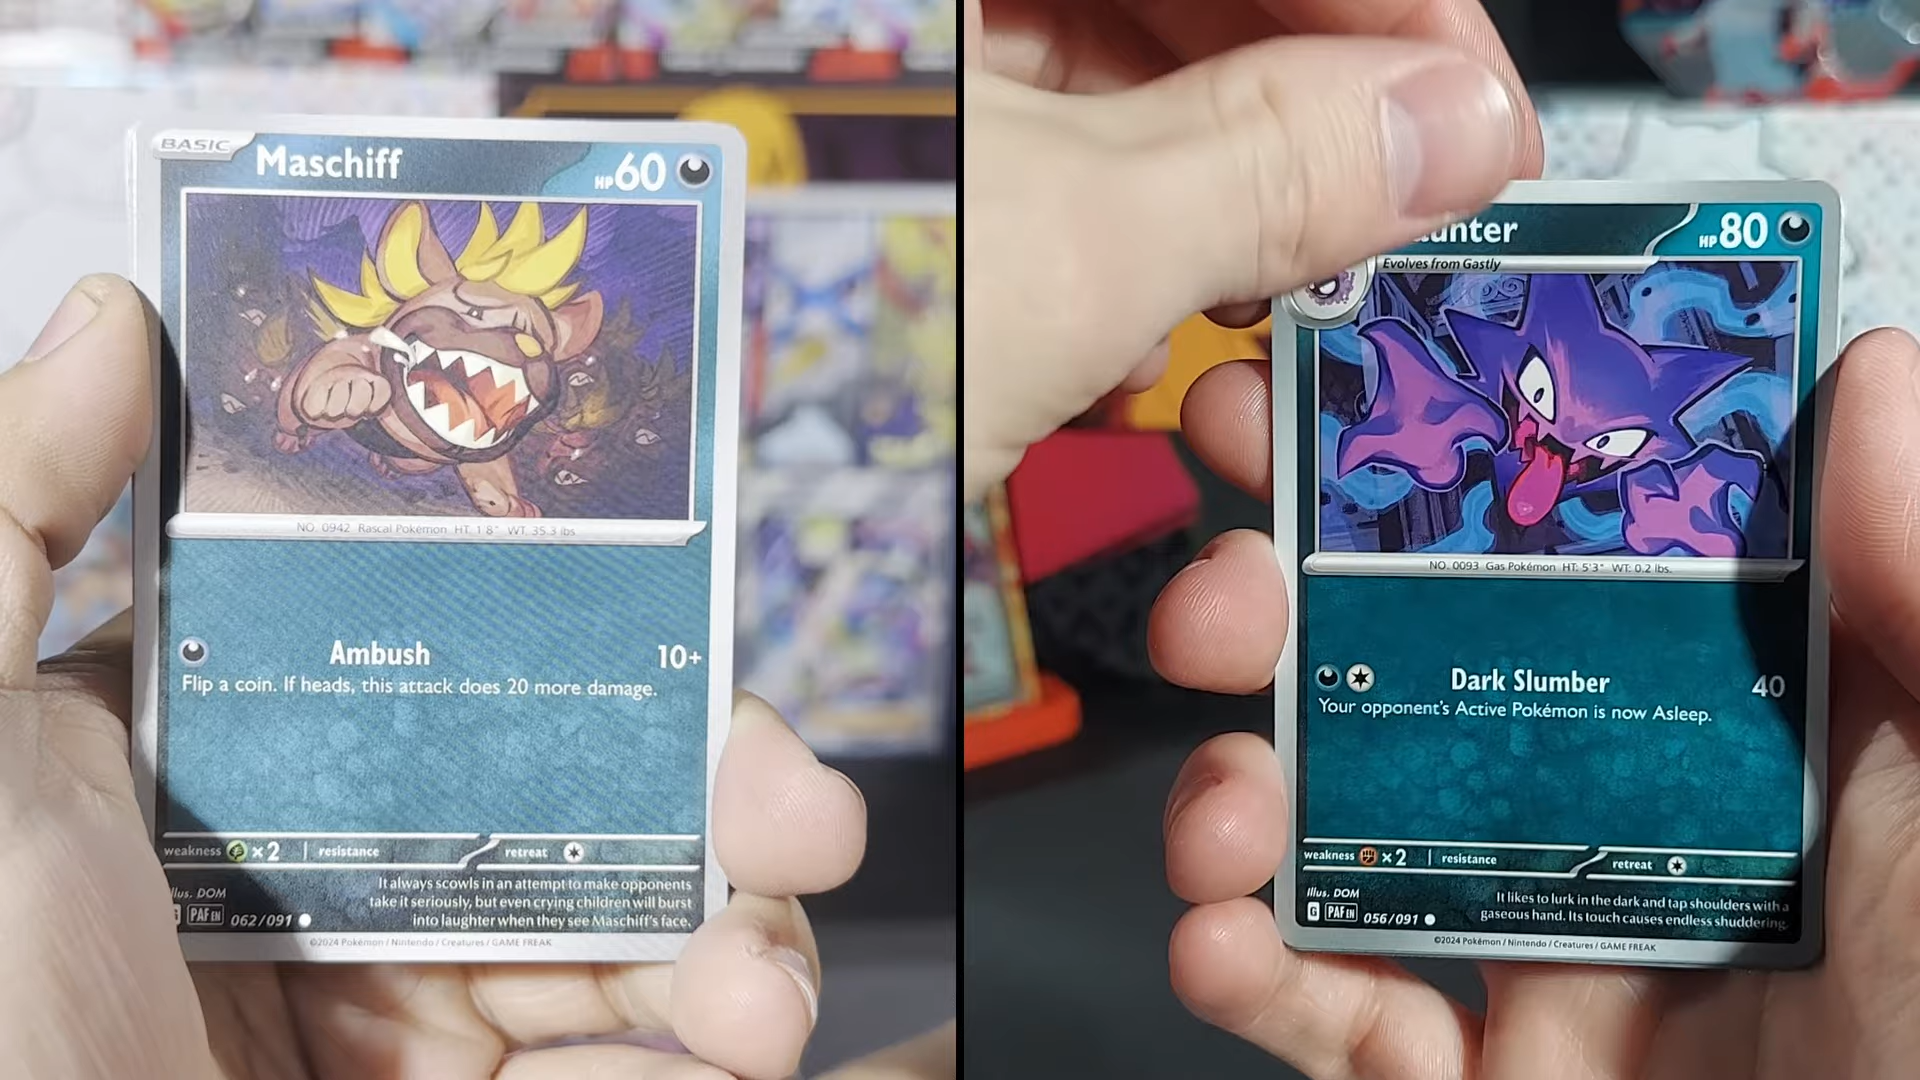 BASIC
Maschiff
HP 60
NO. 0942 Rascal Pokémon HT: 1'8" WT: 35.3 lbs
Ambush 10+
Flip a coin. If heads, this attack does 20 more damage.
weakness ×2 resistance retreat
It always scowls in an attempt to make opponents
take it seriously, but even crying children will burst
into laughter when they see Maschiff's face.
Illus. DOM
G PAF EN 062/091
©2024 Pokémon / Nintendo / Creatures / GAME FREAK
unter
HP 80
Evolves from Gastly
NO. 0093 Gas Pokémon HT: 5'3" WT: 0.2 lbs.
Dark Slumber 40
Your opponent's Active Pokémon is now Asleep.
weakness ×2 resistance retreat
Illus. DOM
It likes to lurk in the dark and tap shoulders with a
gaseous hand. Its touch causes endless shuddering.
G PAF EN 056/091
©2024 Pokémon / Nintendo / Creatures / GAME FREAK